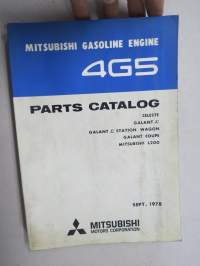 MITSUBISHI GASOLINE ENGINE
4G5
PARTS CATALOG
CELESTE
GALANT Σ
GALANT Σ STATION WAGON
GALANT COUPE
MITSUBISHI L200
SEPT. 1978
MITSUBISHI
MOTORS CORPORATION